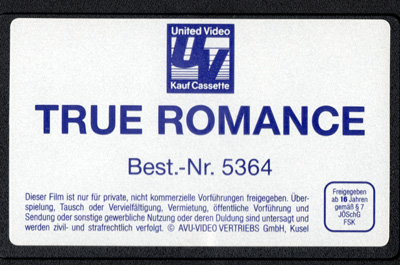 United Video
UV
Kauf Cassette
TRUE ROMANCE
Best.-Nr. 5364
Dieser Film ist nur für private, nicht kommerzielle Vorführungen freigegeben. Über-
spielung, Tausch oder Vervielfältigung, Vermietung, öffentliche Vorführung und
Sendung oder sonstige gewerbliche Nutzung oder deren Duldung sind untersagt und
werden zivil- und strafrechtlich verfolgt. © AVU-VIDEO VERTRIEBS GmbH, Kusel
Freigegeben
ab 16 Jahren
gemäß § 7
JÖSchG
FSK